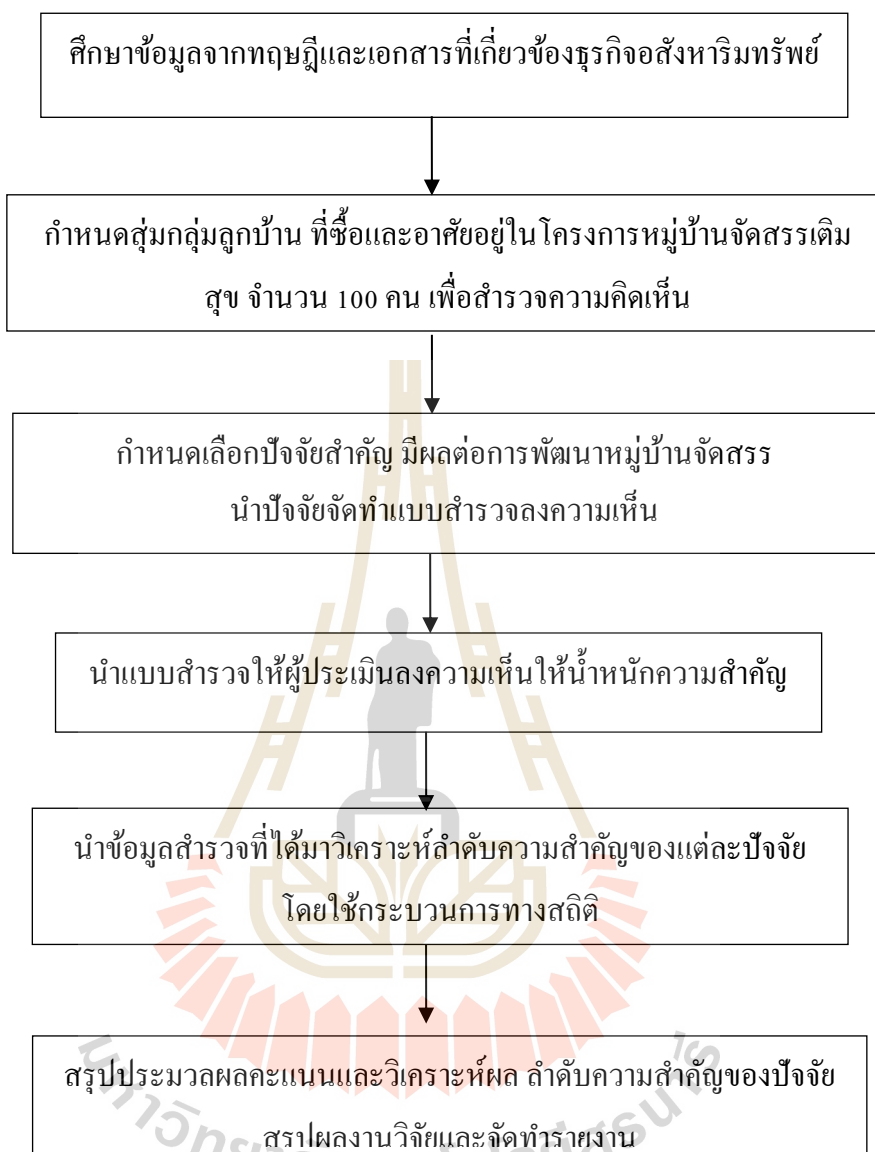 ศึกษาข้อมูลจากทฤษฎีและเอกสารที่เกี่ยวข้องธุรกิจอสังหาริมทรัพย์
กำหนดสุ่มกลุ่มลูกบ้าน ที่ซื้อและอาศัยอยู่ในโครงการหมู่บ้านจัดสรรเติม
สุข จำนวน 100 คน เพื่อสำรวจความคิดเห็น
กำหนดเลือกปัจจัยสำคัญ มีผลต่อการพัฒนาหมู่บ้านจัดสรร
นำปัจจัยจัดทำแบบสำรวจลงความเห็น
นำแบบสำรวจให้ผู้ประเมินลงความเห็นให้น้ำหนักความสำคัญ
นำข้อมูลสำรวจที่ได้มาวิเคราะห์ลำดับความสำคัญของแต่ละปัจจัย
โดยใช้กระบวนการทางสถิติ
สรุปประมวลผลคะแนนและวิเคราะห์ผล ลำดับความสำคัญของปัจจัย
สรุปผลงานวิจัยและจัดทำรายงาน